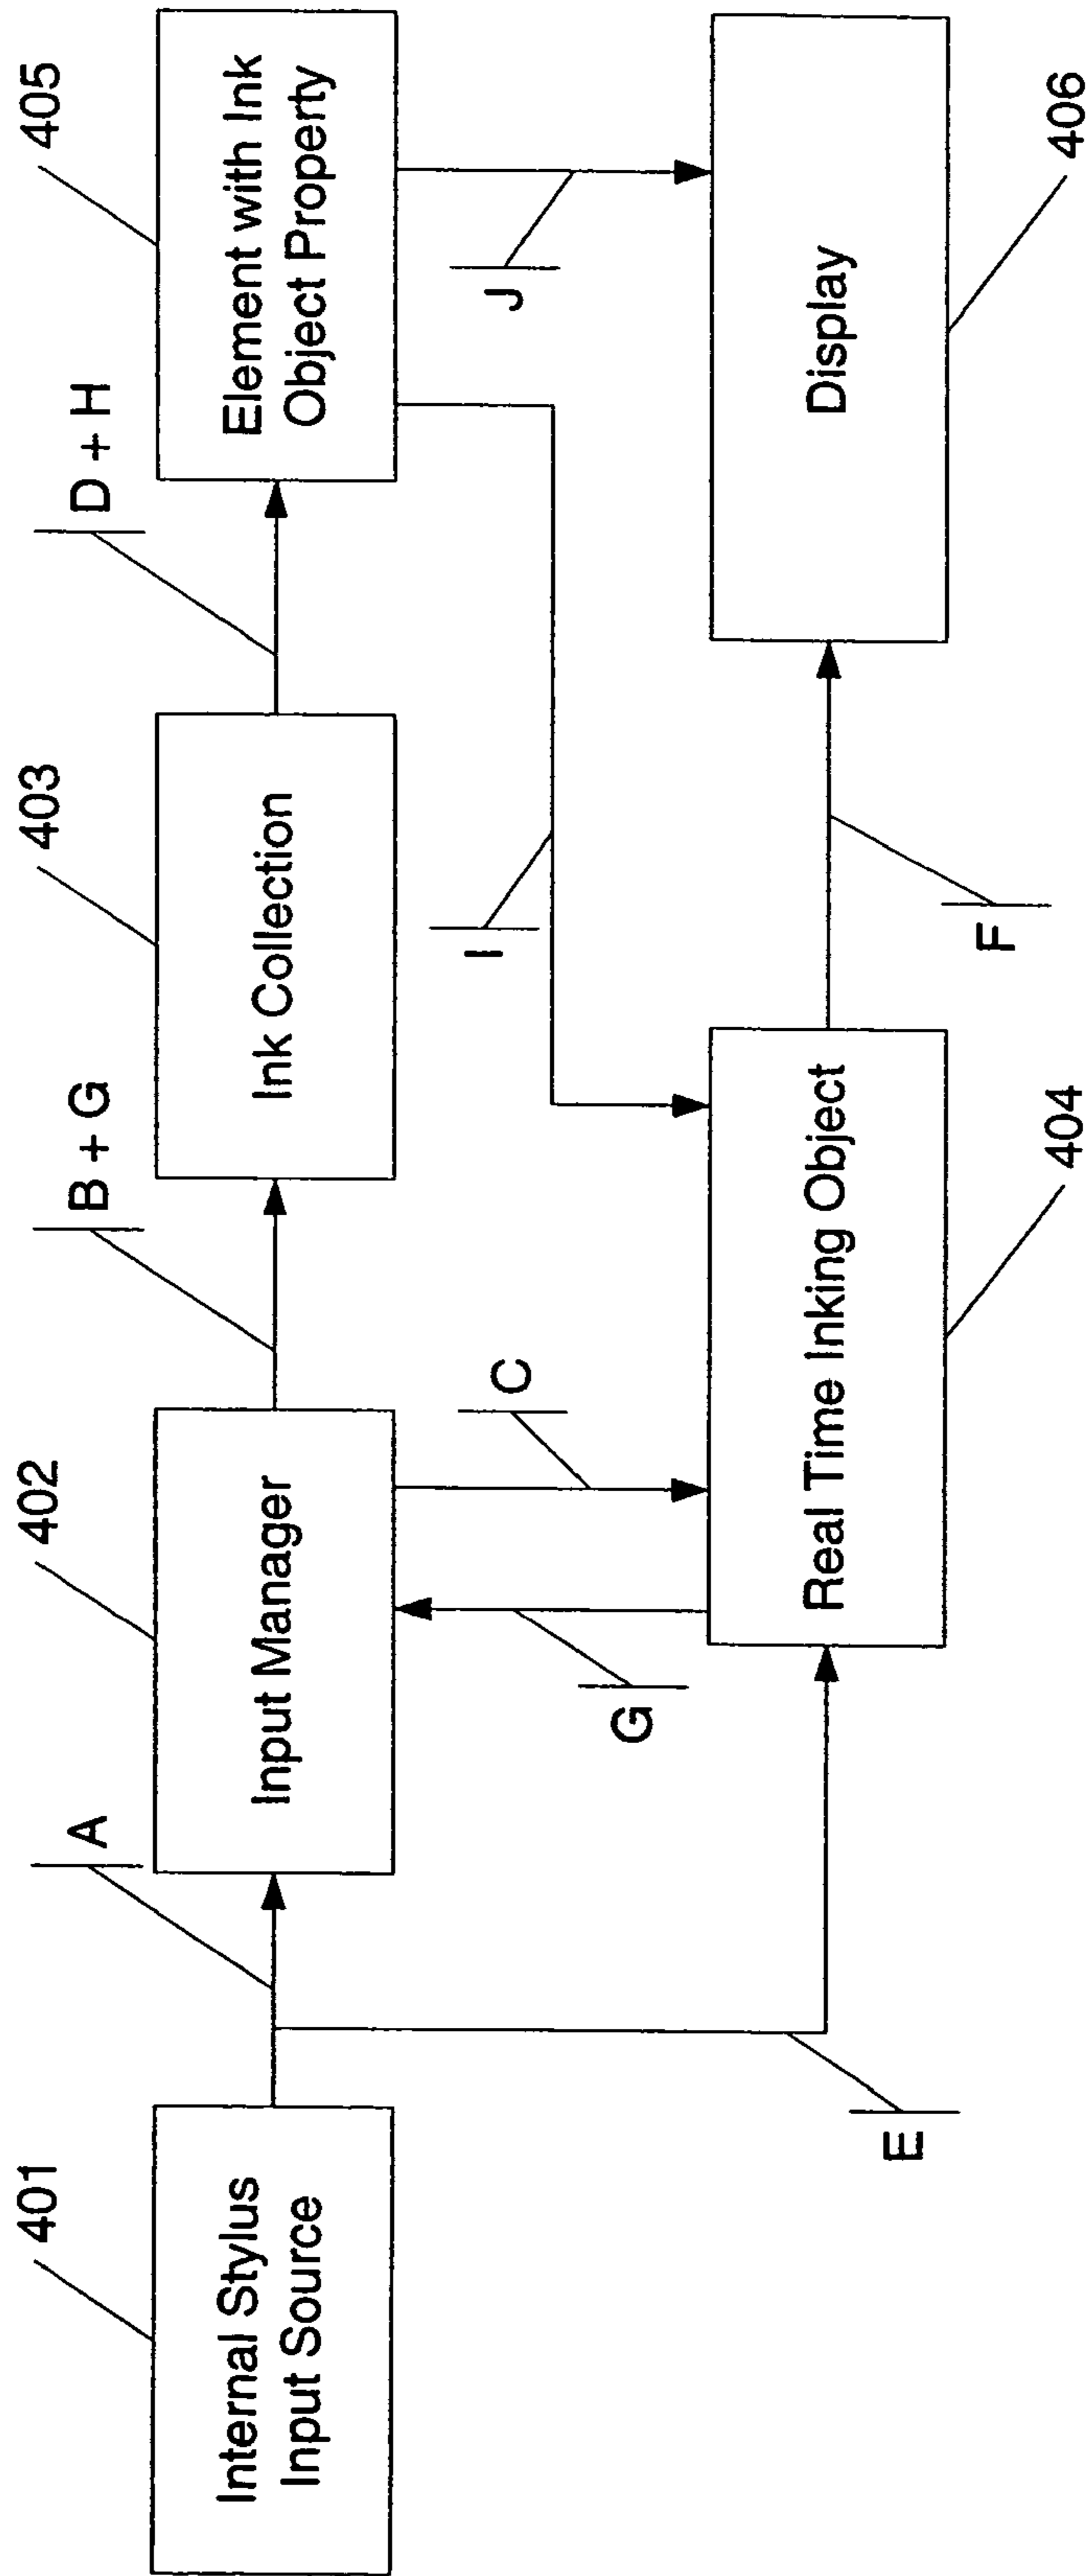 401
Internal Stylus
Input Source
A
402
Input Manager
B + G
403
Ink Collection
D + H
405
Element with Ink
Object Property
E
G
C
I
J
404
Real Time Inking Object
F
406
Display